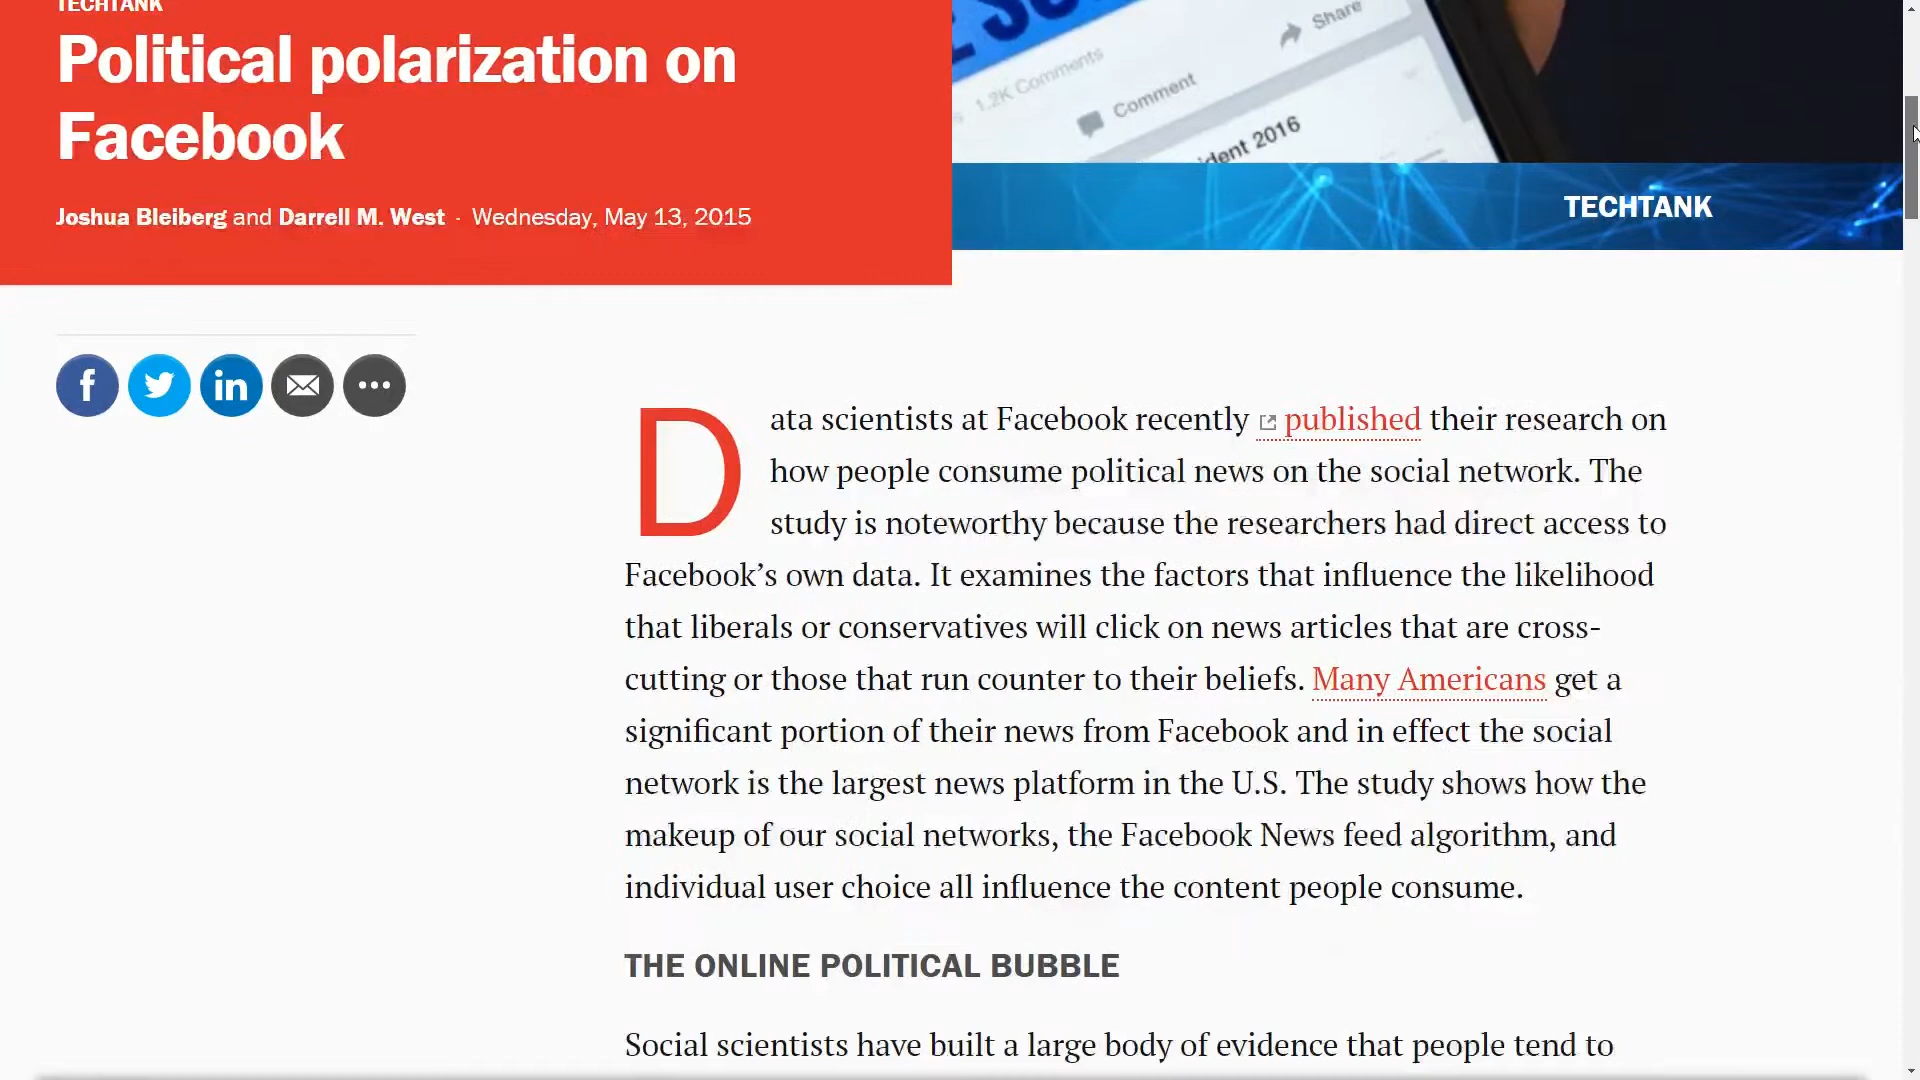 TECHTANK
Political polarization on
Facebook
Joshua Bleiberg and Darrell M. West · Wednesday, May 13, 2015
Share
1.2K Comments
Comment
ident 2016
TECHTANK
Data scientists at Facebook recently published their research on
how people consume political news on the social network. The
study is noteworthy because the researchers had direct access to
Facebook’s own data. It examines the factors that influence the likelihood
that liberals or conservatives will click on news articles that are cross-
cutting or those that run counter to their beliefs. Many Americans get a
significant portion of their news from Facebook and in effect the social
network is the largest news platform in the U.S. The study shows how the
makeup of our social networks, the Facebook News feed algorithm, and
individual user choice all influence the content people consume.
THE ONLINE POLITICAL BUBBLE
Social scientists have built a large body of evidence that people tend to